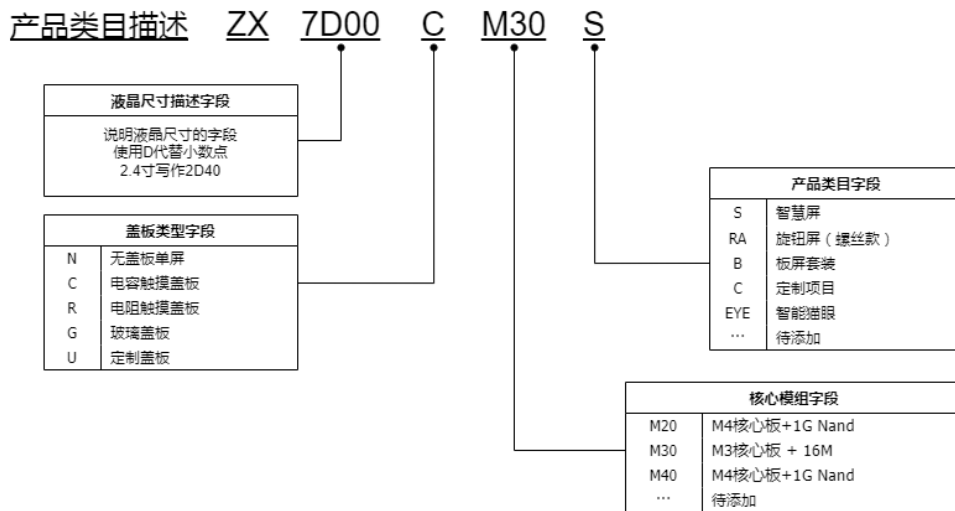 产品类目描述 ZX 7D00 C M30 S
液晶尺寸描述字段
说明液晶尺寸的字段
使用D代替小数点
2.4寸写作2D40
盖板类型字段
N 无盖板单屏
C 电容触摸盖板
R 电阻触摸盖板
G 玻璃盖板
U 定制盖板
产品类目字段
S 智慧屏
RA 旋钮屏（螺丝款）
B 板屏套装
C 定制项目
EYE 智能猫眼
… 待添加
核心模组字段
M20 M4核心板+1G Nand
M30 M3核心板 + 16M
M40 M4核心板+1G Nand
… 待添加